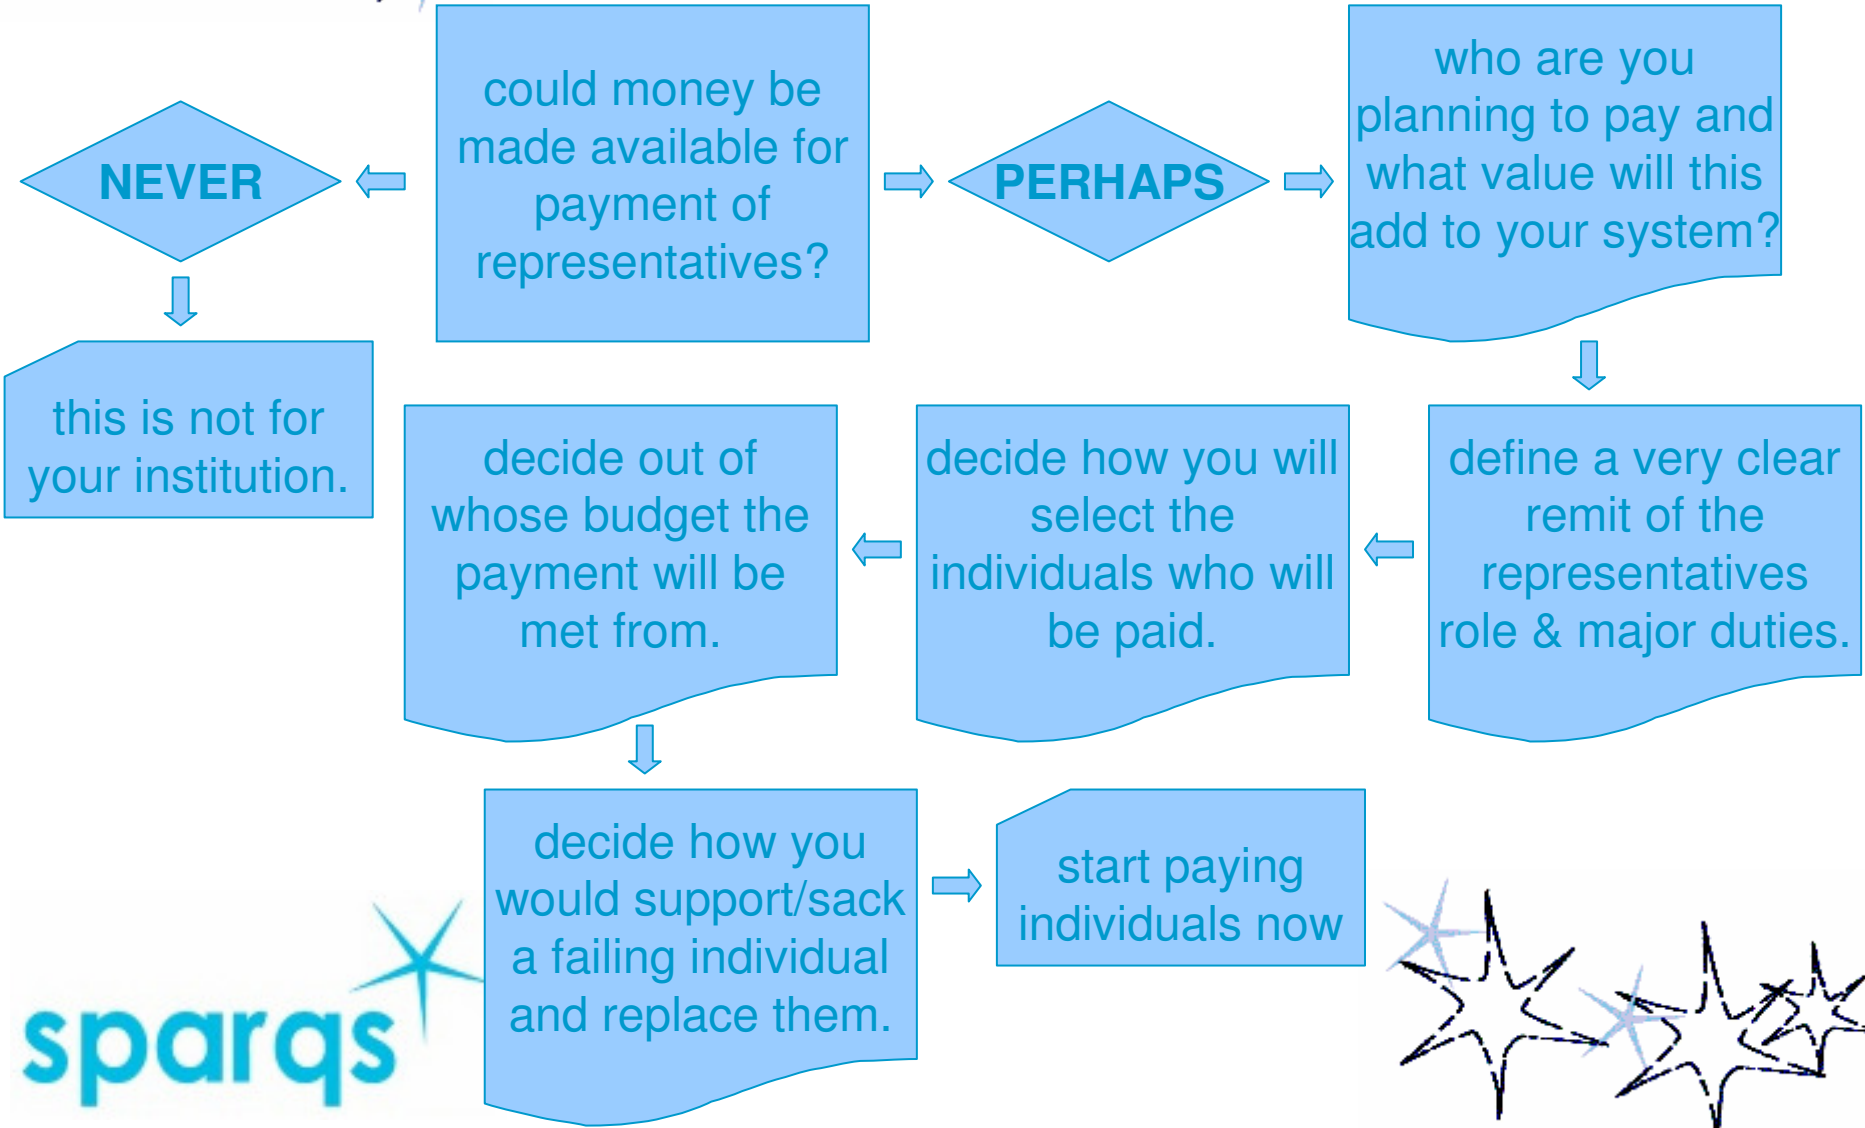 could money be
made available for
payment of
representatives?
NEVER
this is not for
your institution.
PERHAPS
who are you
planning to pay and
what value will this
add to your system?
define a very clear
remit of the
representatives
role & major duties.
decide how you will
select the
individuals who will
be paid.
decide out of
whose budget the
payment will be
met from.
decide how you
would support/sack
a failing individual
and replace them.
start paying
individuals now
sparqs